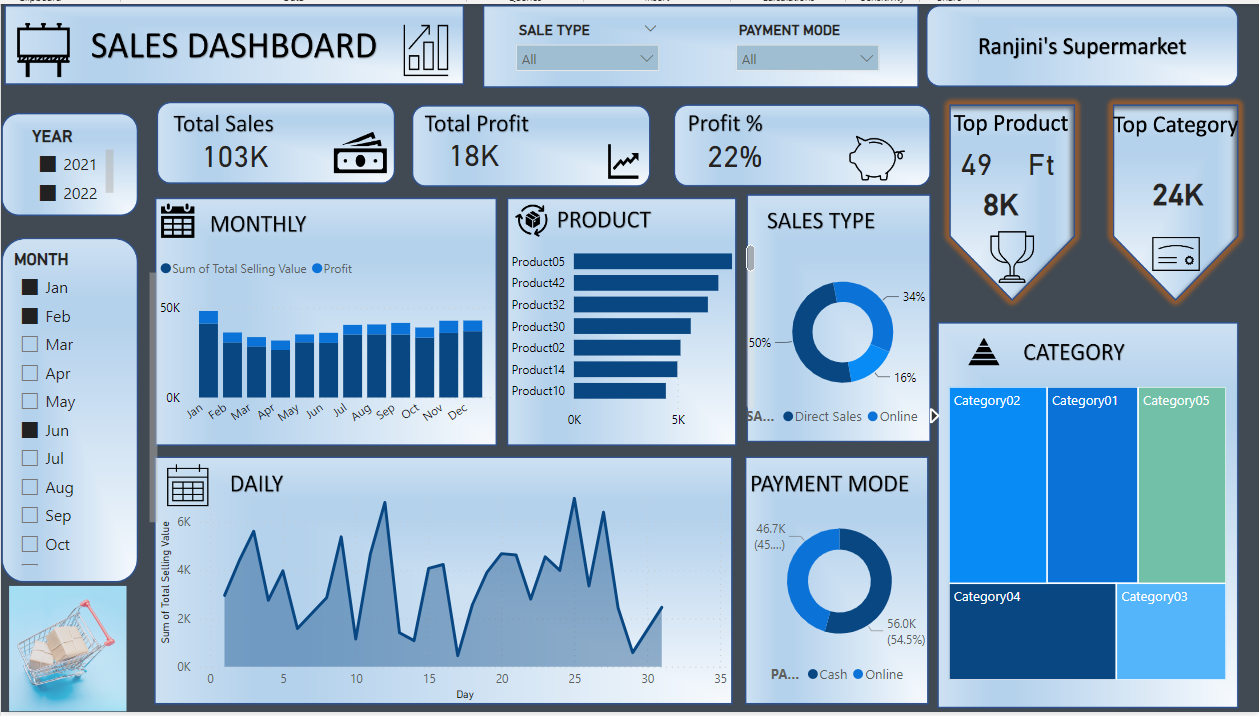 SALES DASHBOARD
SALE TYPE
All
PAYMENT MODE
All
Ranjini's Supermarket
YEAR
2021
2022
Total Sales
103K
Total Profit
18K
Profit %
22%
Top Product
49 Ft
8K
Top Category
24K
MONTH
Jan
Feb
Mar
Apr
May
Jun
Jul
Aug
Sep
Oct
MONTHLY
Sum of Total Selling Value Profit
50K
0K
Jan Feb Mar Apr May Jun Jul Aug Sep Oct Nov Dec
PRODUCT
Product05
Product42
Product32
Product30
Product02
Product14
Product10
0K 5K
SALES TYPE
34%
50%
16%
SA... Direct Sales Online
CATEGORY
Category02
Category01
Category05
Category04
Category03
DAILY
Sum of Total Selling Value
6K
4K
2K
0K
0 5 10 15 20 25 30 35
Day
PAYMENT MODE
46.7K
(45....)
56.0K
(54.5%)
PA... Cash Online